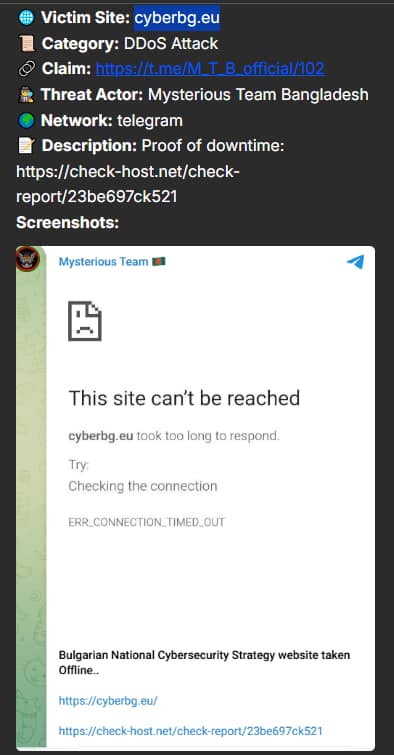 🌐 Victim Site: cyberbg.eu
📜 Category: DDoS Attack
🔗 Claim: https://t.me/M_T_B_official/102
🕵️ Threat Actor: Mysterious Team Bangladesh
🌍 Network: telegram
📝 Description: Proof of downtime:
https://check-host.net/check-
report/23be697ck521
Screenshots:
Mysterious Team 🇧🇩
This site can't be reached
cyberbg.eu took too long to respond.
Try:
Checking the connection
ERR_CONNECTION_TIMED_OUT
Bulgarian National Cybersecurity Strategy website taken
Offline..
https://cyberbg.eu/
https://check-host.net/check-report/23be697ck521